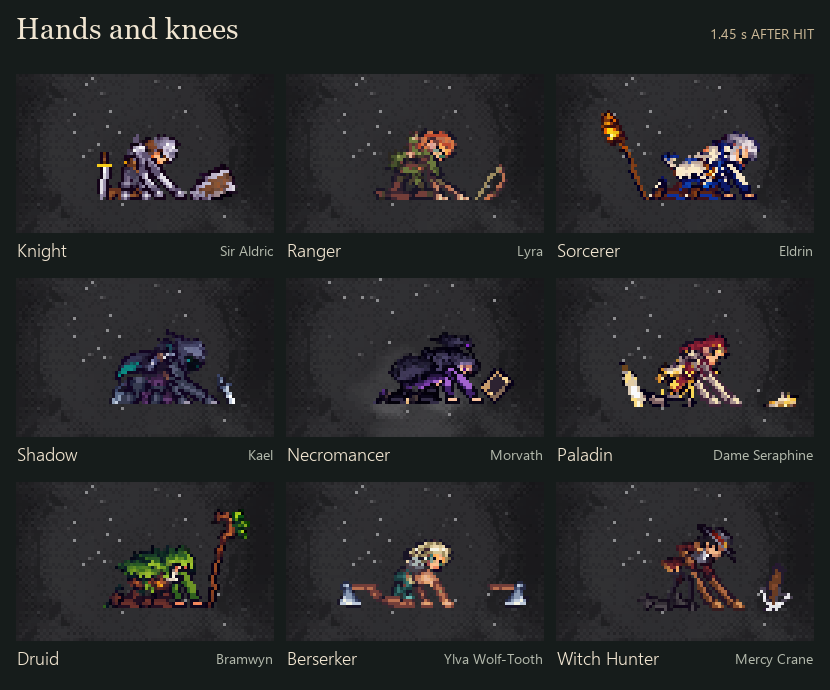 Hands and knees
1.45 s AFTER HIT
Knight
Sir Aldric
Ranger
Lyra
Sorcerer
Eldrin
Shadow
Kael
Necromancer
Morvath
Paladin
Dame Seraphine
Druid
Bramwyn
Berserker
Ylva Wolf-Tooth
Witch Hunter
Mercy Crane